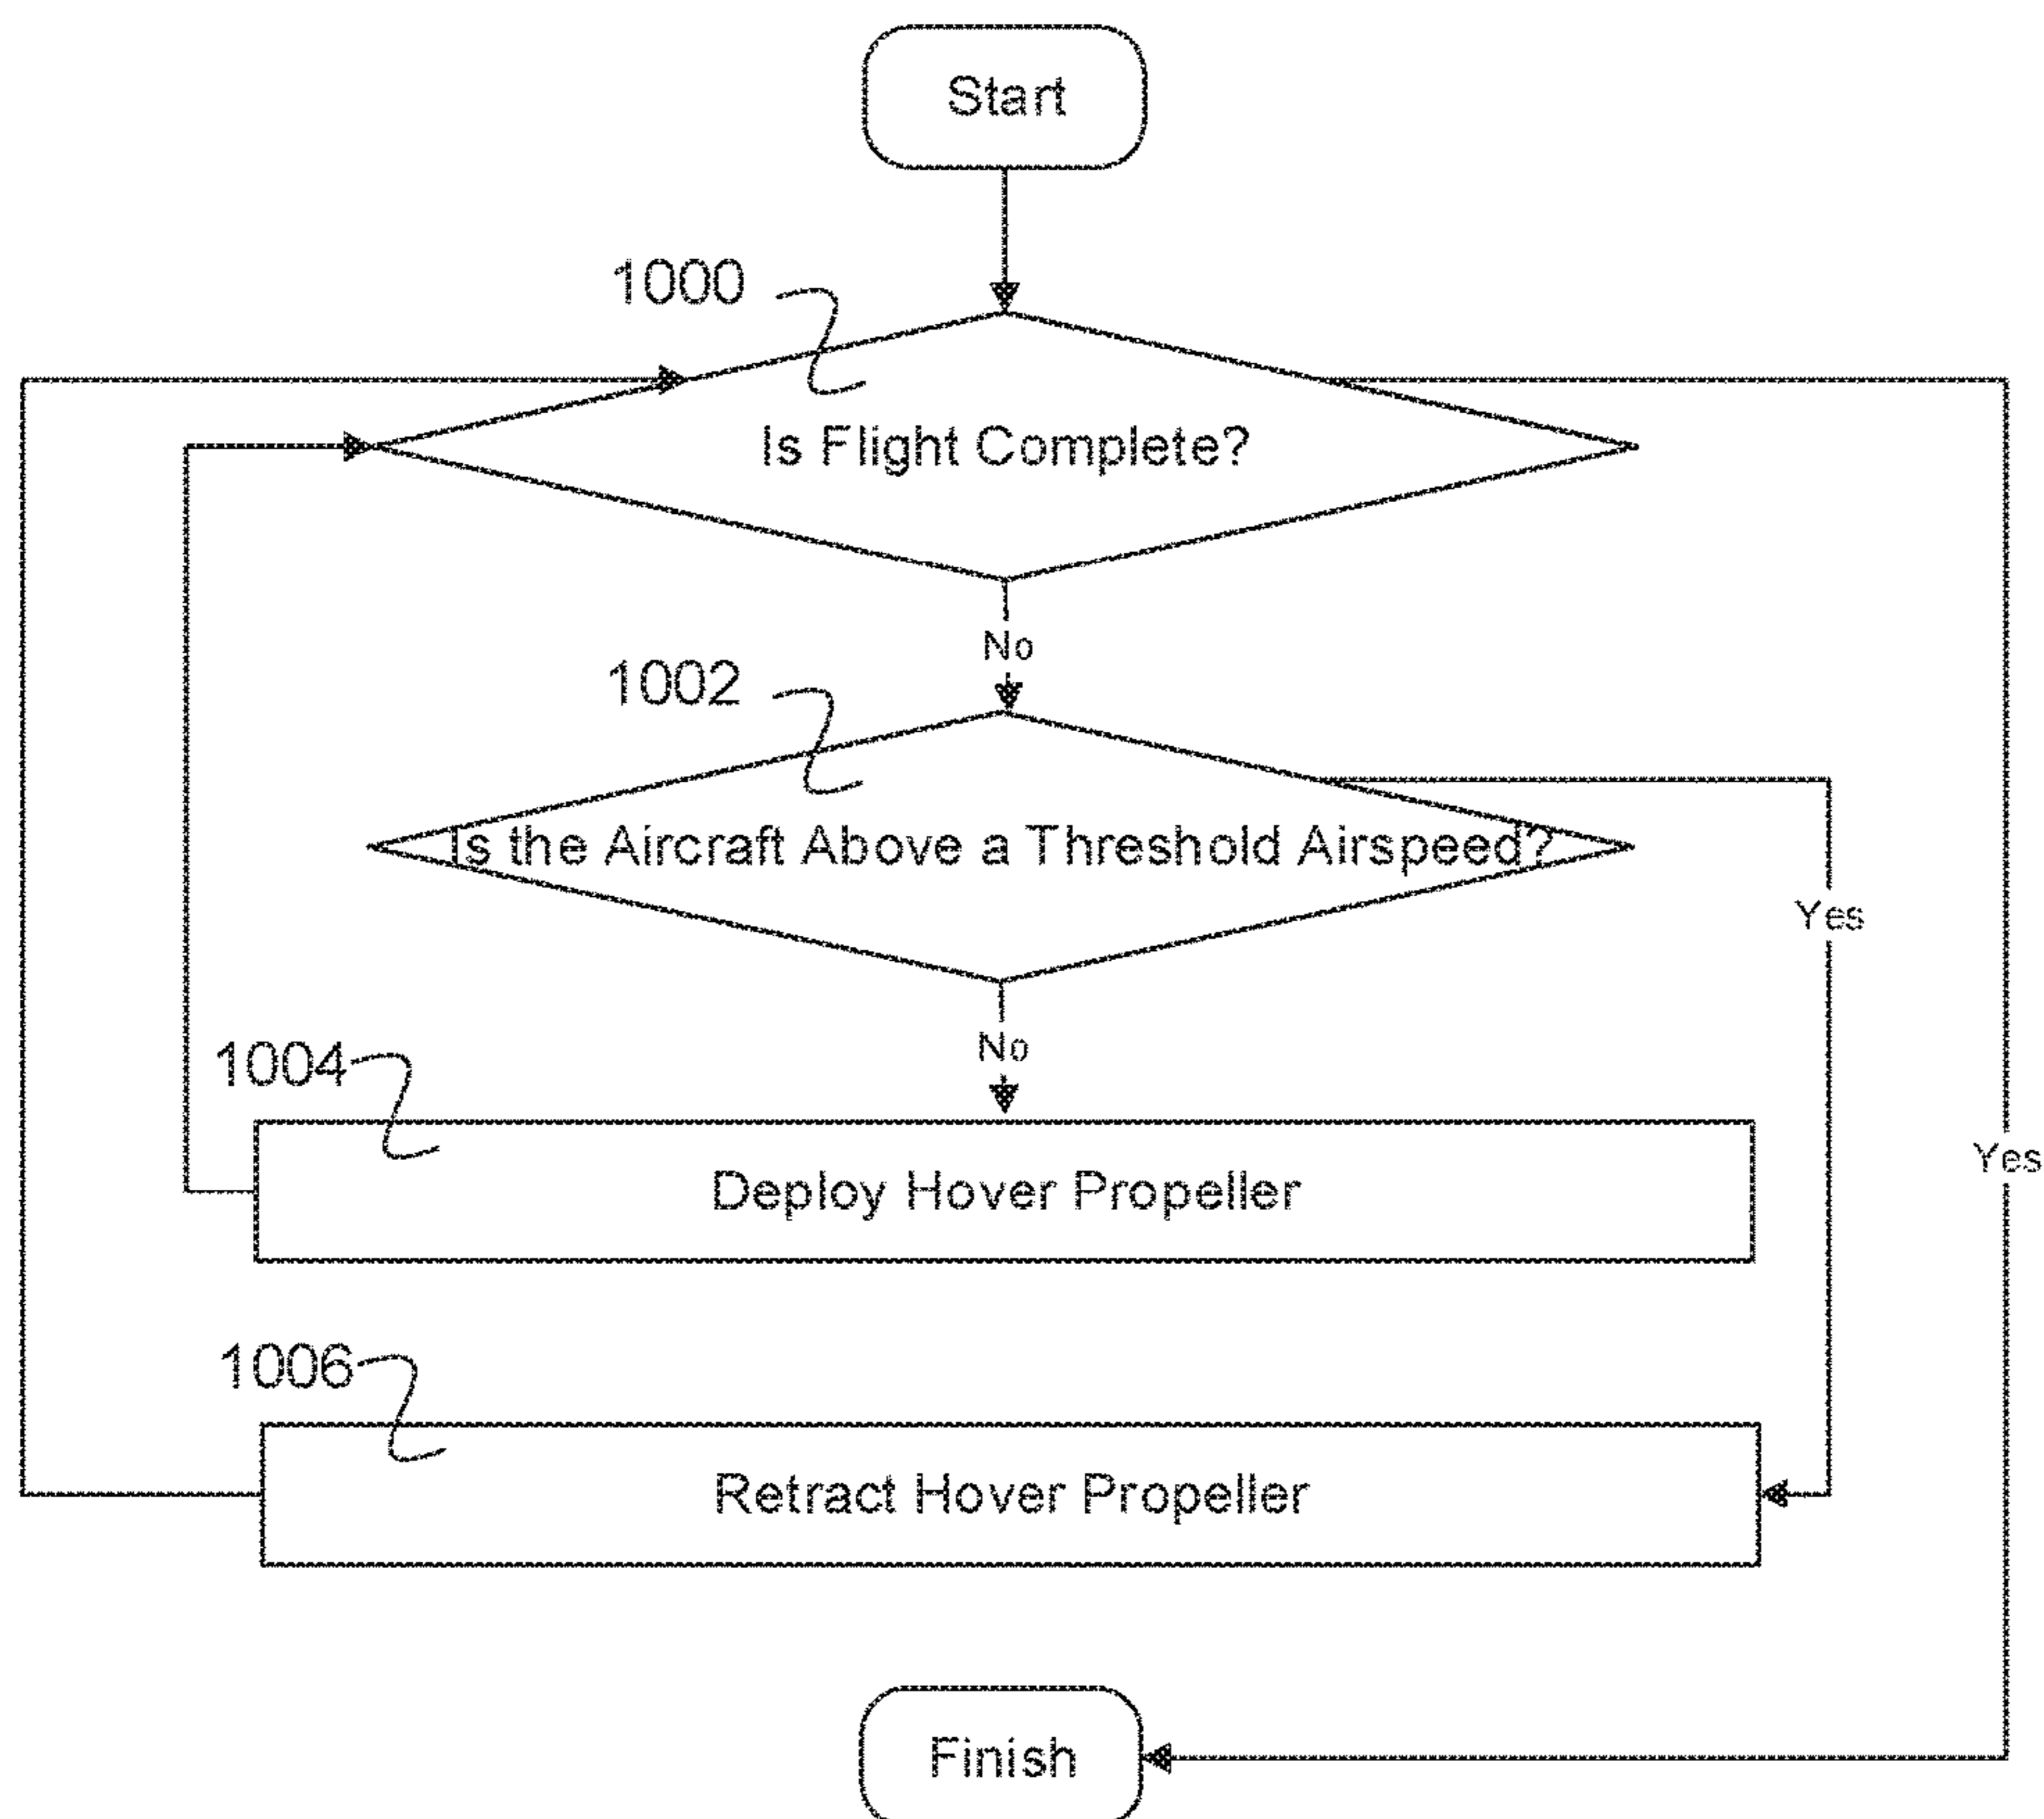 Start
1000
Is Flight Complete?
No
1002
Is the Aircraft Above a Threshold Airspeed?
Yes
No
1004
Yes
Deploy Hover Propeller
1006
Retract Hover Propeller
Finish